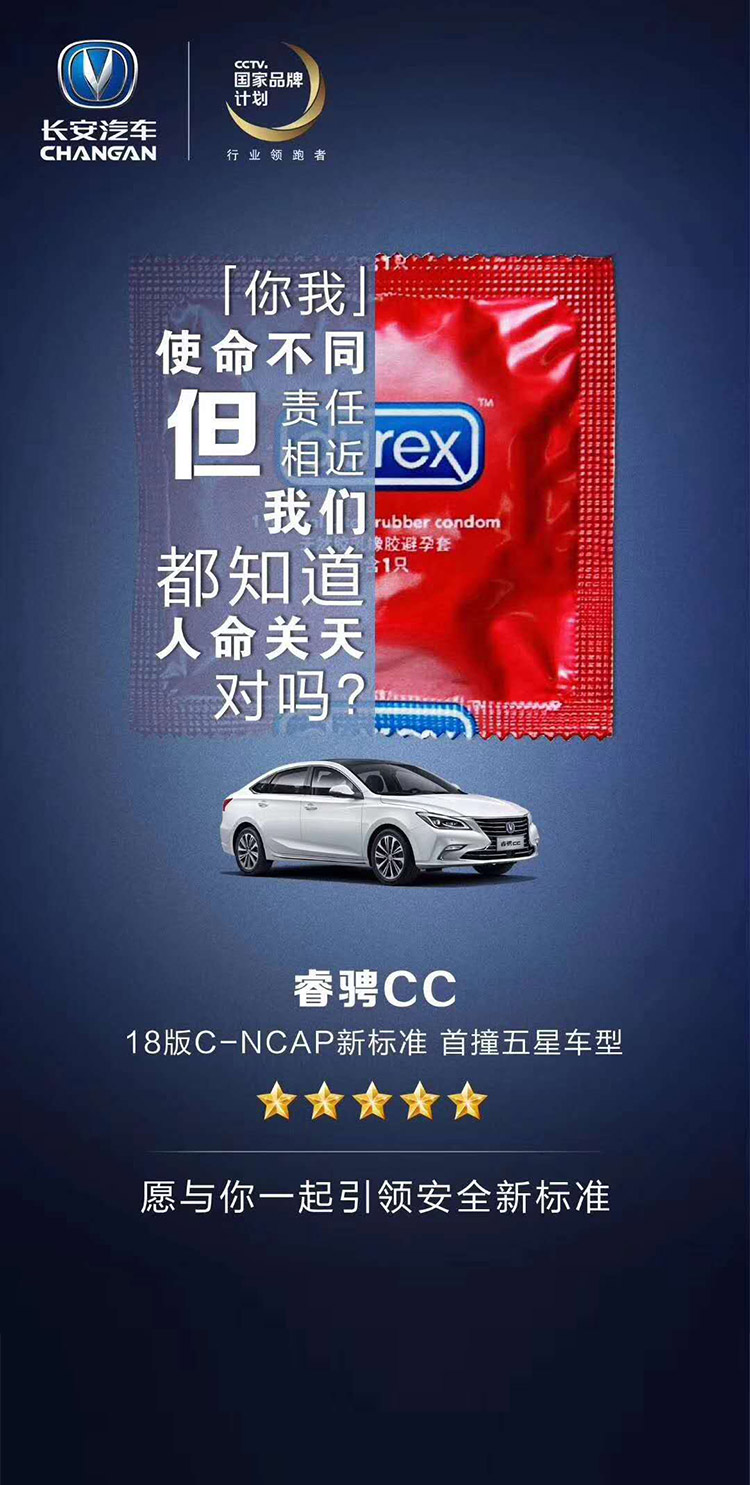 长安汽车
CHANGAN
CCTV.
国家品牌
计划
行业领跑者
「你我」
使命不同
但 责任
相近
我们
都知道
人命关天
对吗?
1只
rex
TM
rubber condom
橡胶避孕套
含1只
睿骋CC
睿骋CC
18版C-NCAP新标准 首撞五星车型
愿与你一起引领安全新标准